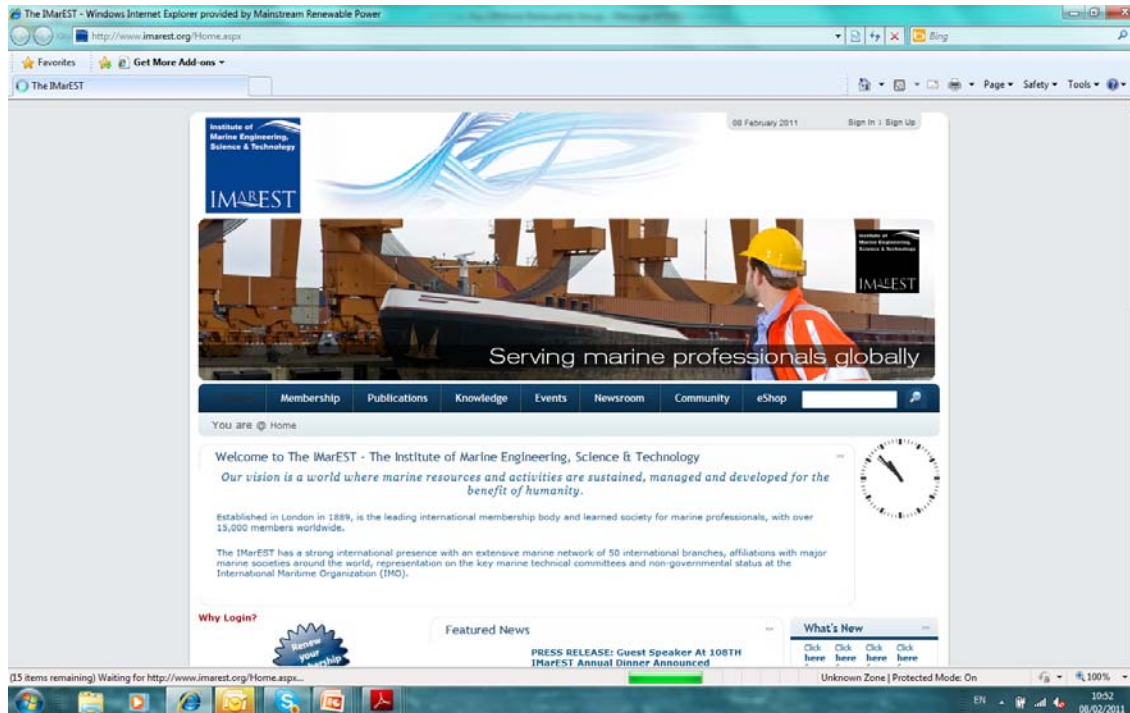 The IMarEST - Windows Internet Explorer provided by Mainstream Renewable Power
http://www.imarest.org/Home.aspx
Bing
Favorites
Get More Add-ons
The IMarEST
Page
Safety
Tools
Institute of
Marine Engineering,
Science & Technology
IMAREST
08 February 2011
Sign In
Sign Up
Institute of
Marine Engineering,
Science & Technology
IMAREST
Serving marine professionals globally
Membership
Publications
Knowledge
Events
Newsroom
Community
eShop
You are @ Home
Welcome to The IMarEST - The Institute of Marine Engineering, Science & Technology
Our vision is a world where marine resources and activities are sustained, managed and developed for the
benefit of humanity.
Established in London in 1889, is the leading international membership body and learned society for marine professionals, with over
15,000 members worldwide.
The IMarEST has a strong international presence with an extensive marine network of 50 international branches, affiliations with major
marine societies around the world, representation on the key marine technical committees and non-governmental status at the
International Maritime Organization (IMO).
Why Login?
Renew
your
Featured News
PRESS RELEASE: Guest Speaker At 108TH
IMarEST Annual Dinner Announced
What's New
Click Click Click Click
here here here here
(15 items remaining) Waiting for http://www.imarest.org/Home.aspx...
Unknown Zone | Protected Mode: On
100%
EN
10:52
08/02/2011